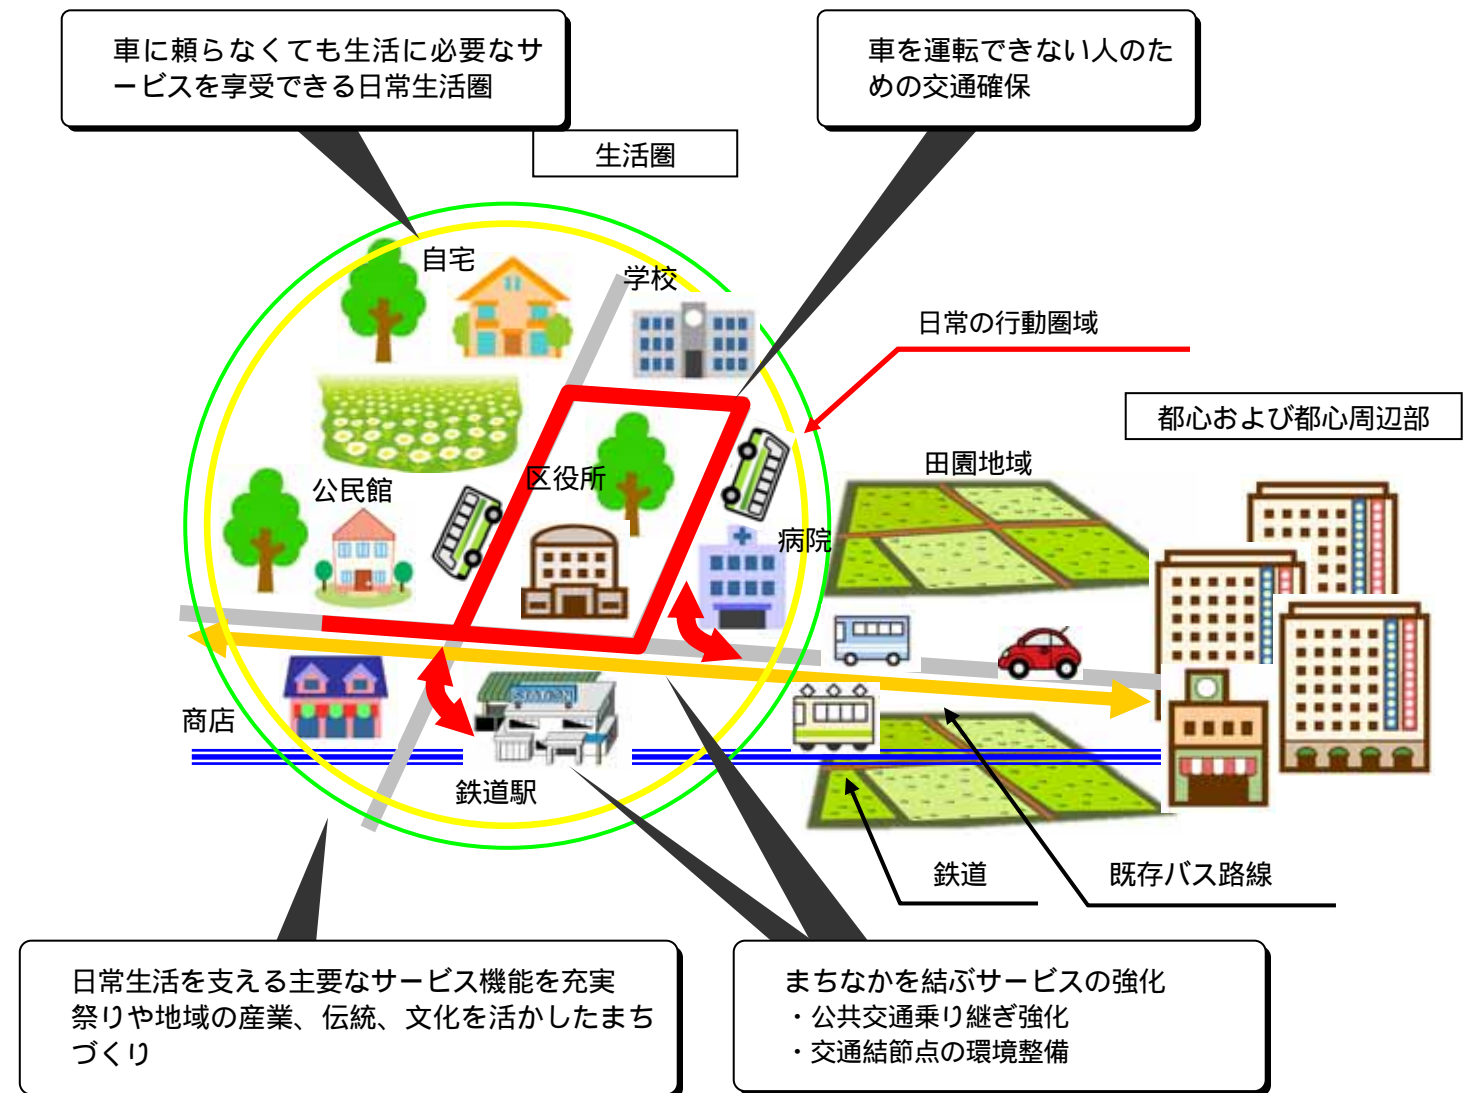 車に頼らなくても生活に必要なサ
ービスを享受できる日常生活圏
車を運転できない人のた
めの交通確保
生活圏
自宅
学校
日常の行動圏域
都心および都心周辺部
田園地域
区役所
公民館
病院
STATION
商店
鉄道駅
鉄道
既存バス路線
日常生活を支える主要なサービス機能を充実
祭りや地域の産業、伝統、文化を活かしたまち
づくり
まちなかを結ぶサービスの強化
・公共交通乗り継ぎ強化
・交通結節点の環境整備